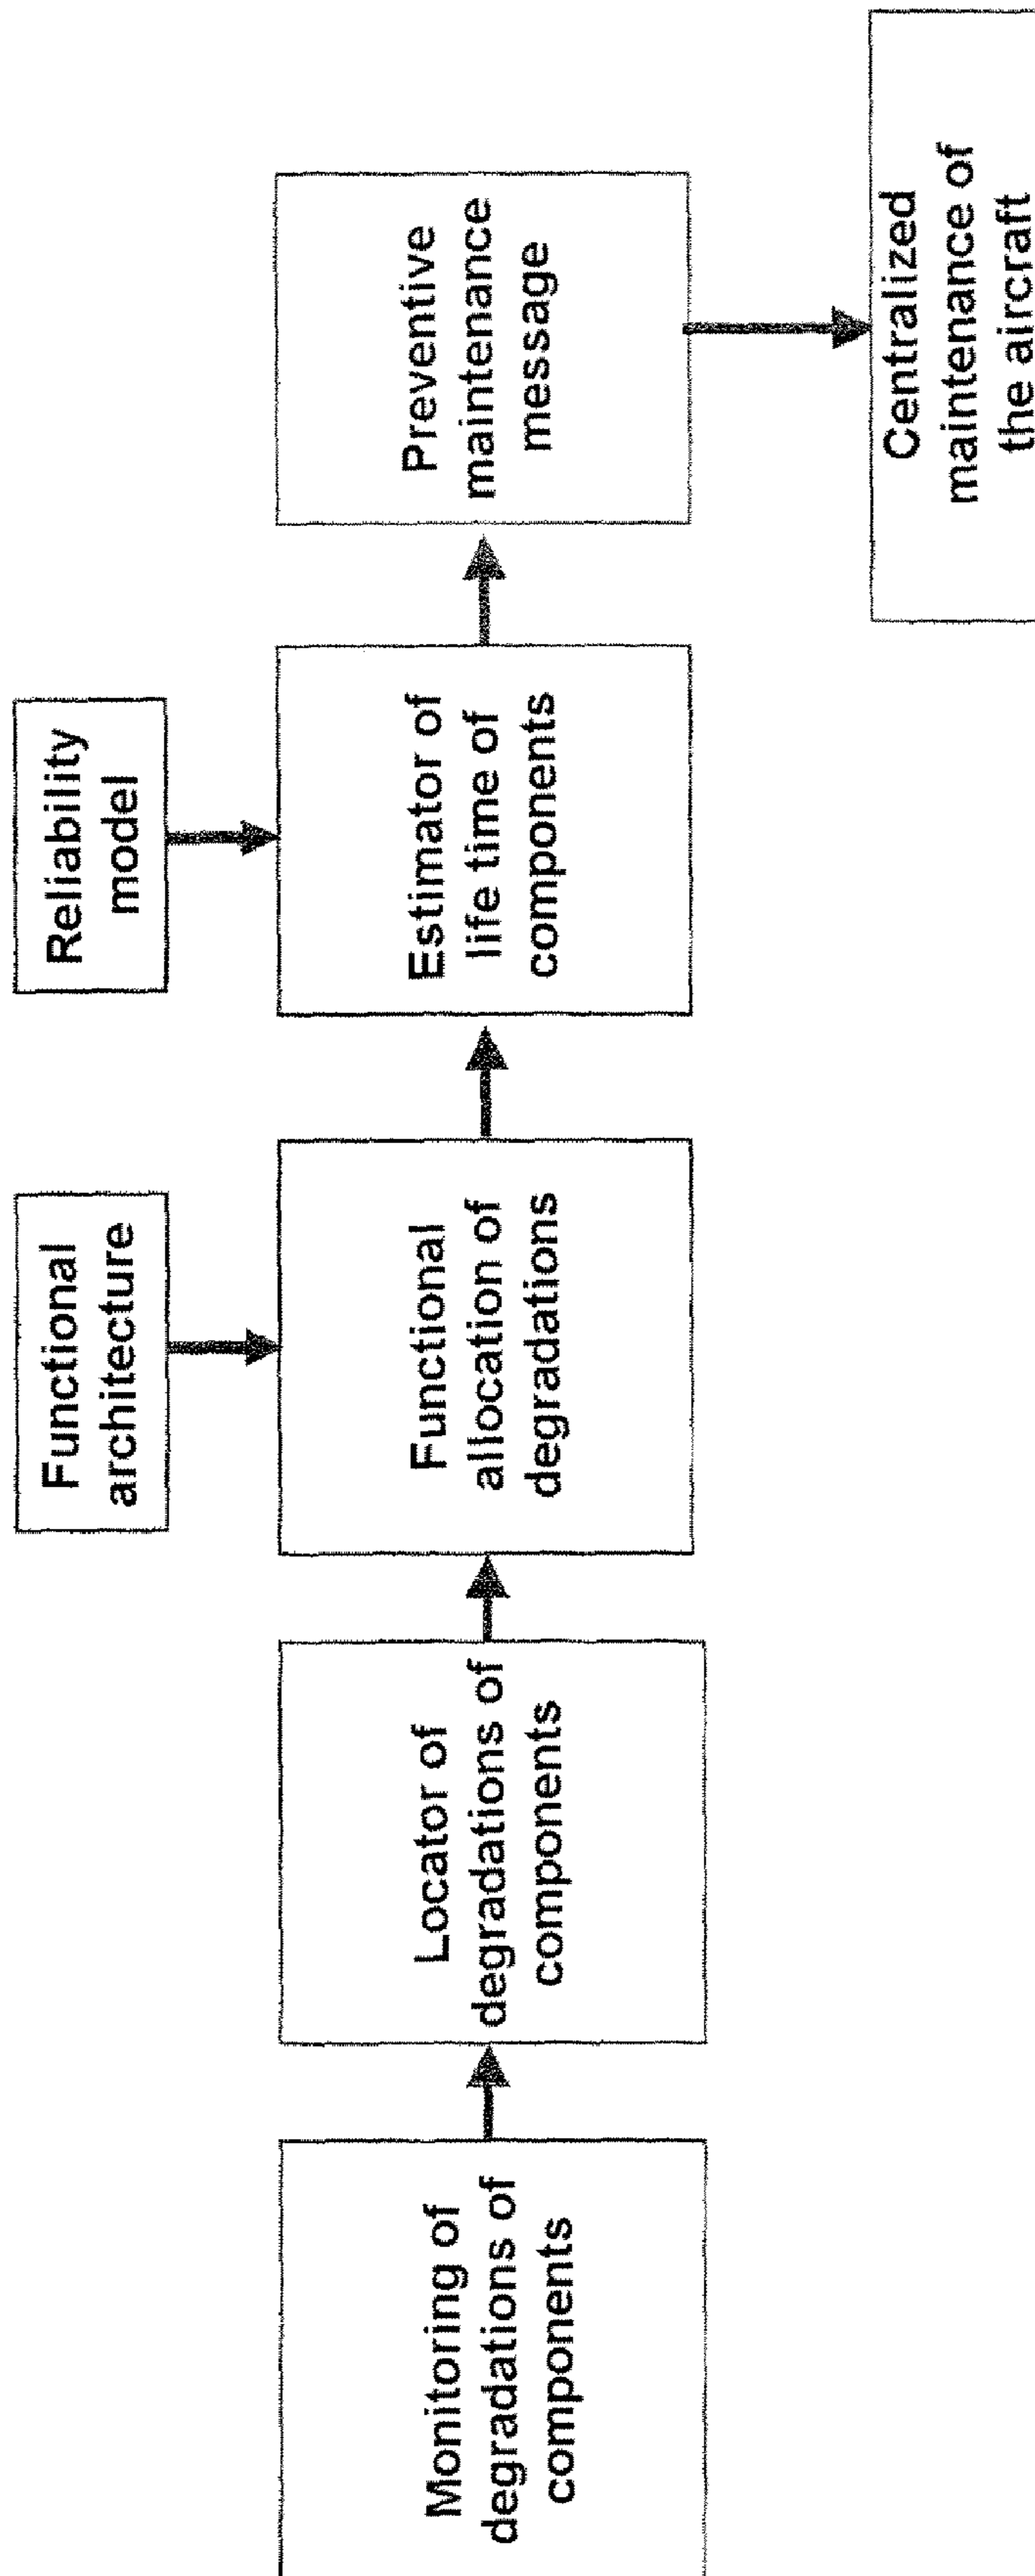 Functional
architecture
Reliability
model
Monitoring of
degradations of
components
Locator of
degradations of
components
Functional
allocation of
degradations
Estimator of
life time of
components
Preventive
maintenance
message
Centralized
maintenance of
the aircraft